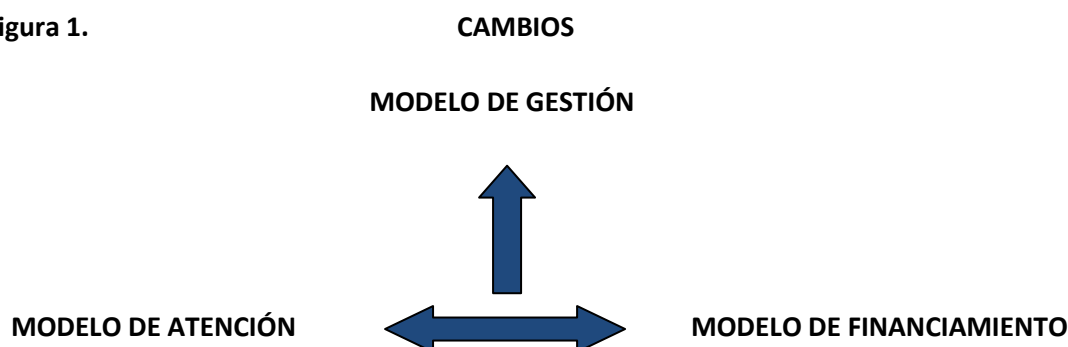 igura 1. CAMBIOS
MODELO DE GESTIÓN
MODELO DE ATENCIÓN MODELO DE FINANCIAMIENTO